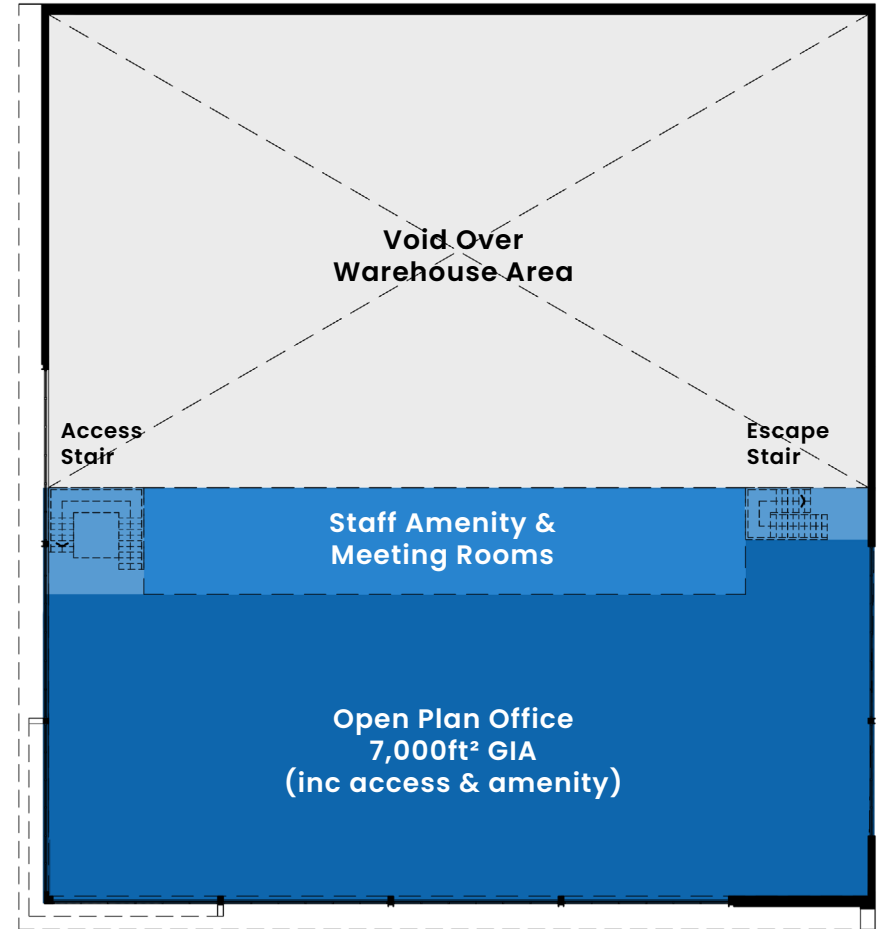 Void Over
Warehouse Area
Access
Stair
Escape
Stair
Staff Amenity &
Meeting Rooms
Open Plan Office
7,000ft² GIA
(inc access & amenity)